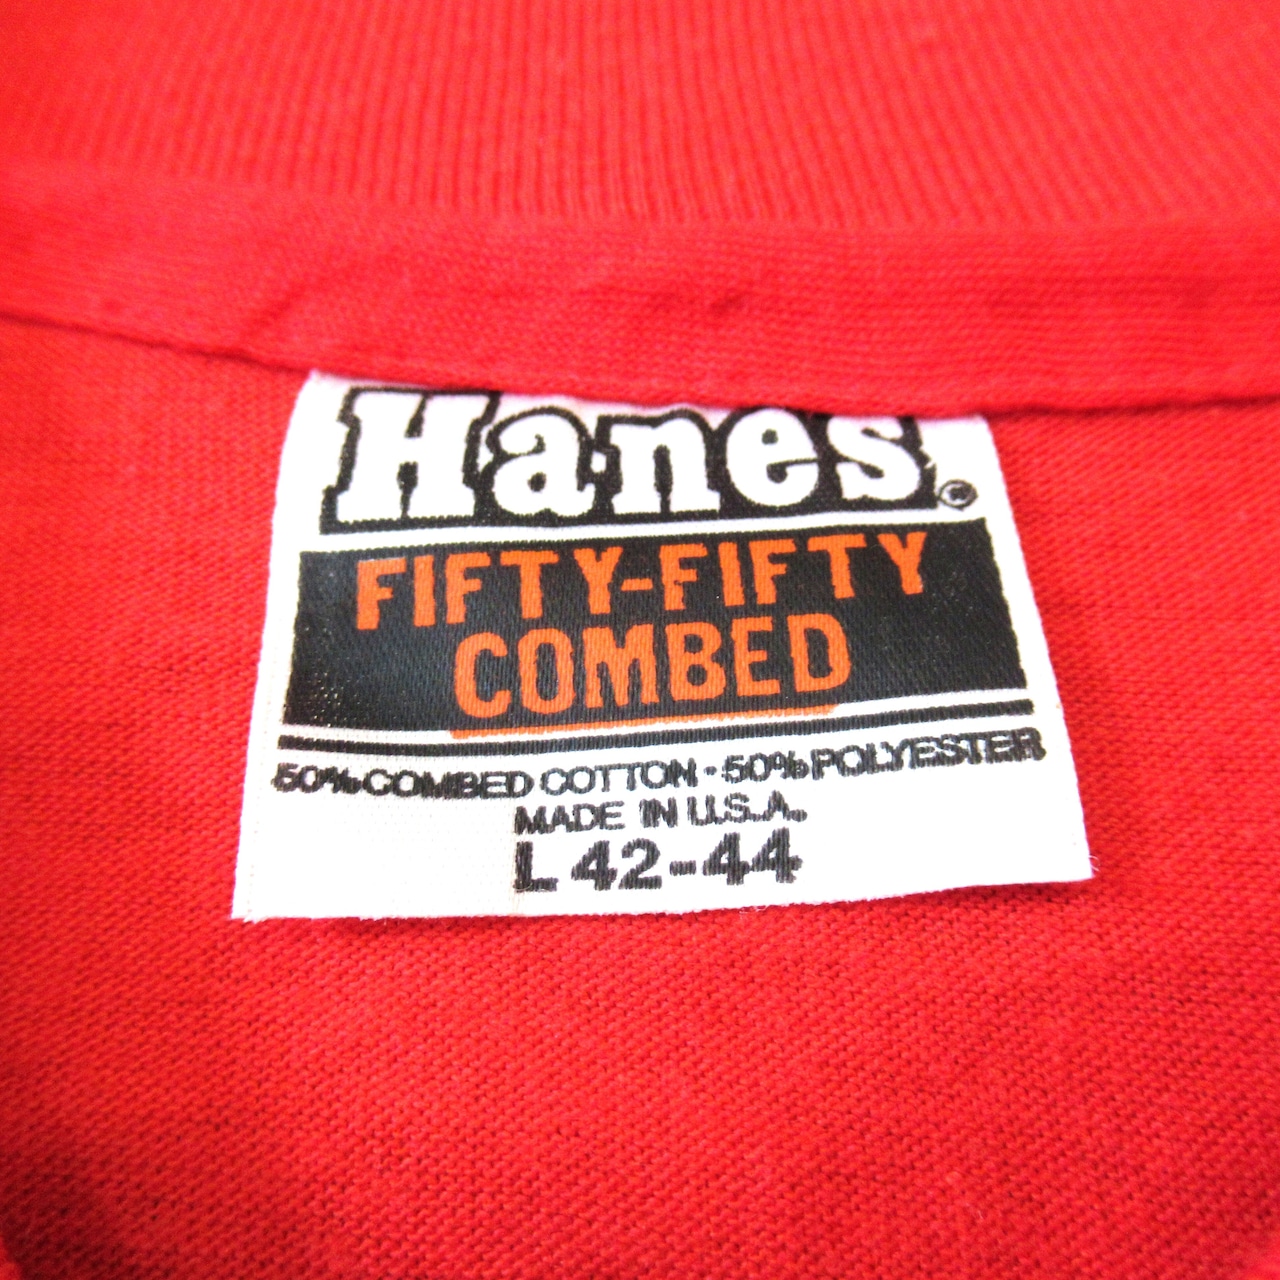 Hanes®
FIFTY-FIFTY
COMBED
50% COMBED COTTON · 50% POLYESTER
MADE IN U.S.A.
L 42-44